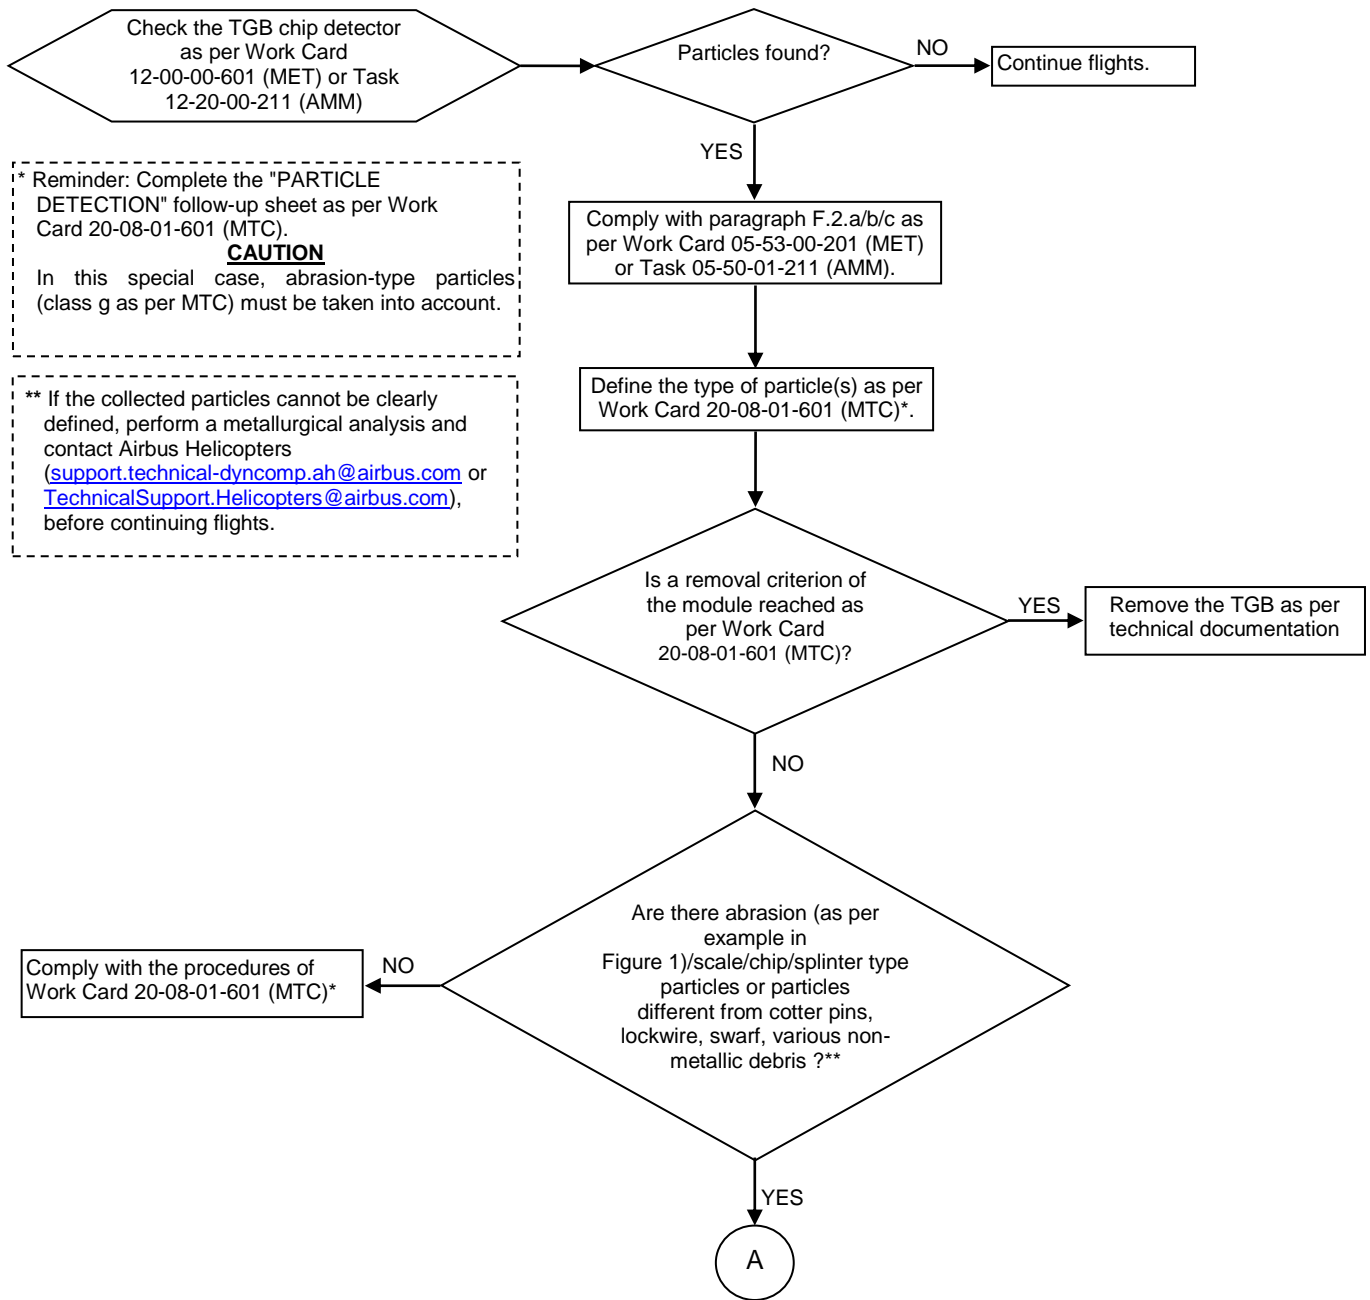 Check the TGB chip detector
as per Work Card
12-00-00-601 (MET) or Task
12-20-00-211 (AMM)
Particles found?
NO
Continue flights.
YES
* Reminder: Complete the "PARTICLE
DETECTION" follow-up sheet as per Work
Card 20-08-01-601 (MTC).
CAUTION
In this special case, abrasion-type particles
(class g as per MTC) must be taken into account.
Comply with paragraph F.2.a/b/c as
per Work Card 05-53-00-201 (MET)
or Task 05-50-01-211 (AMM).
** If the collected particles cannot be clearly
defined, perform a metallurgical analysis and
contact Airbus Helicopters
(support.technical-dyncomp.ah@airbus.com or
TechnicalSupport.Helicopters@airbus.com),
before continuing flights.
Define the type of particle(s) as per
Work Card 20-08-01-601 (MTC)*.
Is a removal criterion of
the module reached as
per Work Card
20-08-01-601 (MTC)?
YES
Remove the TGB as per
technical documentation
NO
Are there abrasion (as per
example in
Figure 1)/scale/chip/splinter type
particles or particles
different from cotter pins,
lockwire, swarf, various non-
metallic debris ?**
NO
Comply with the procedures of
Work Card 20-08-01-601 (MTC)*
YES
A